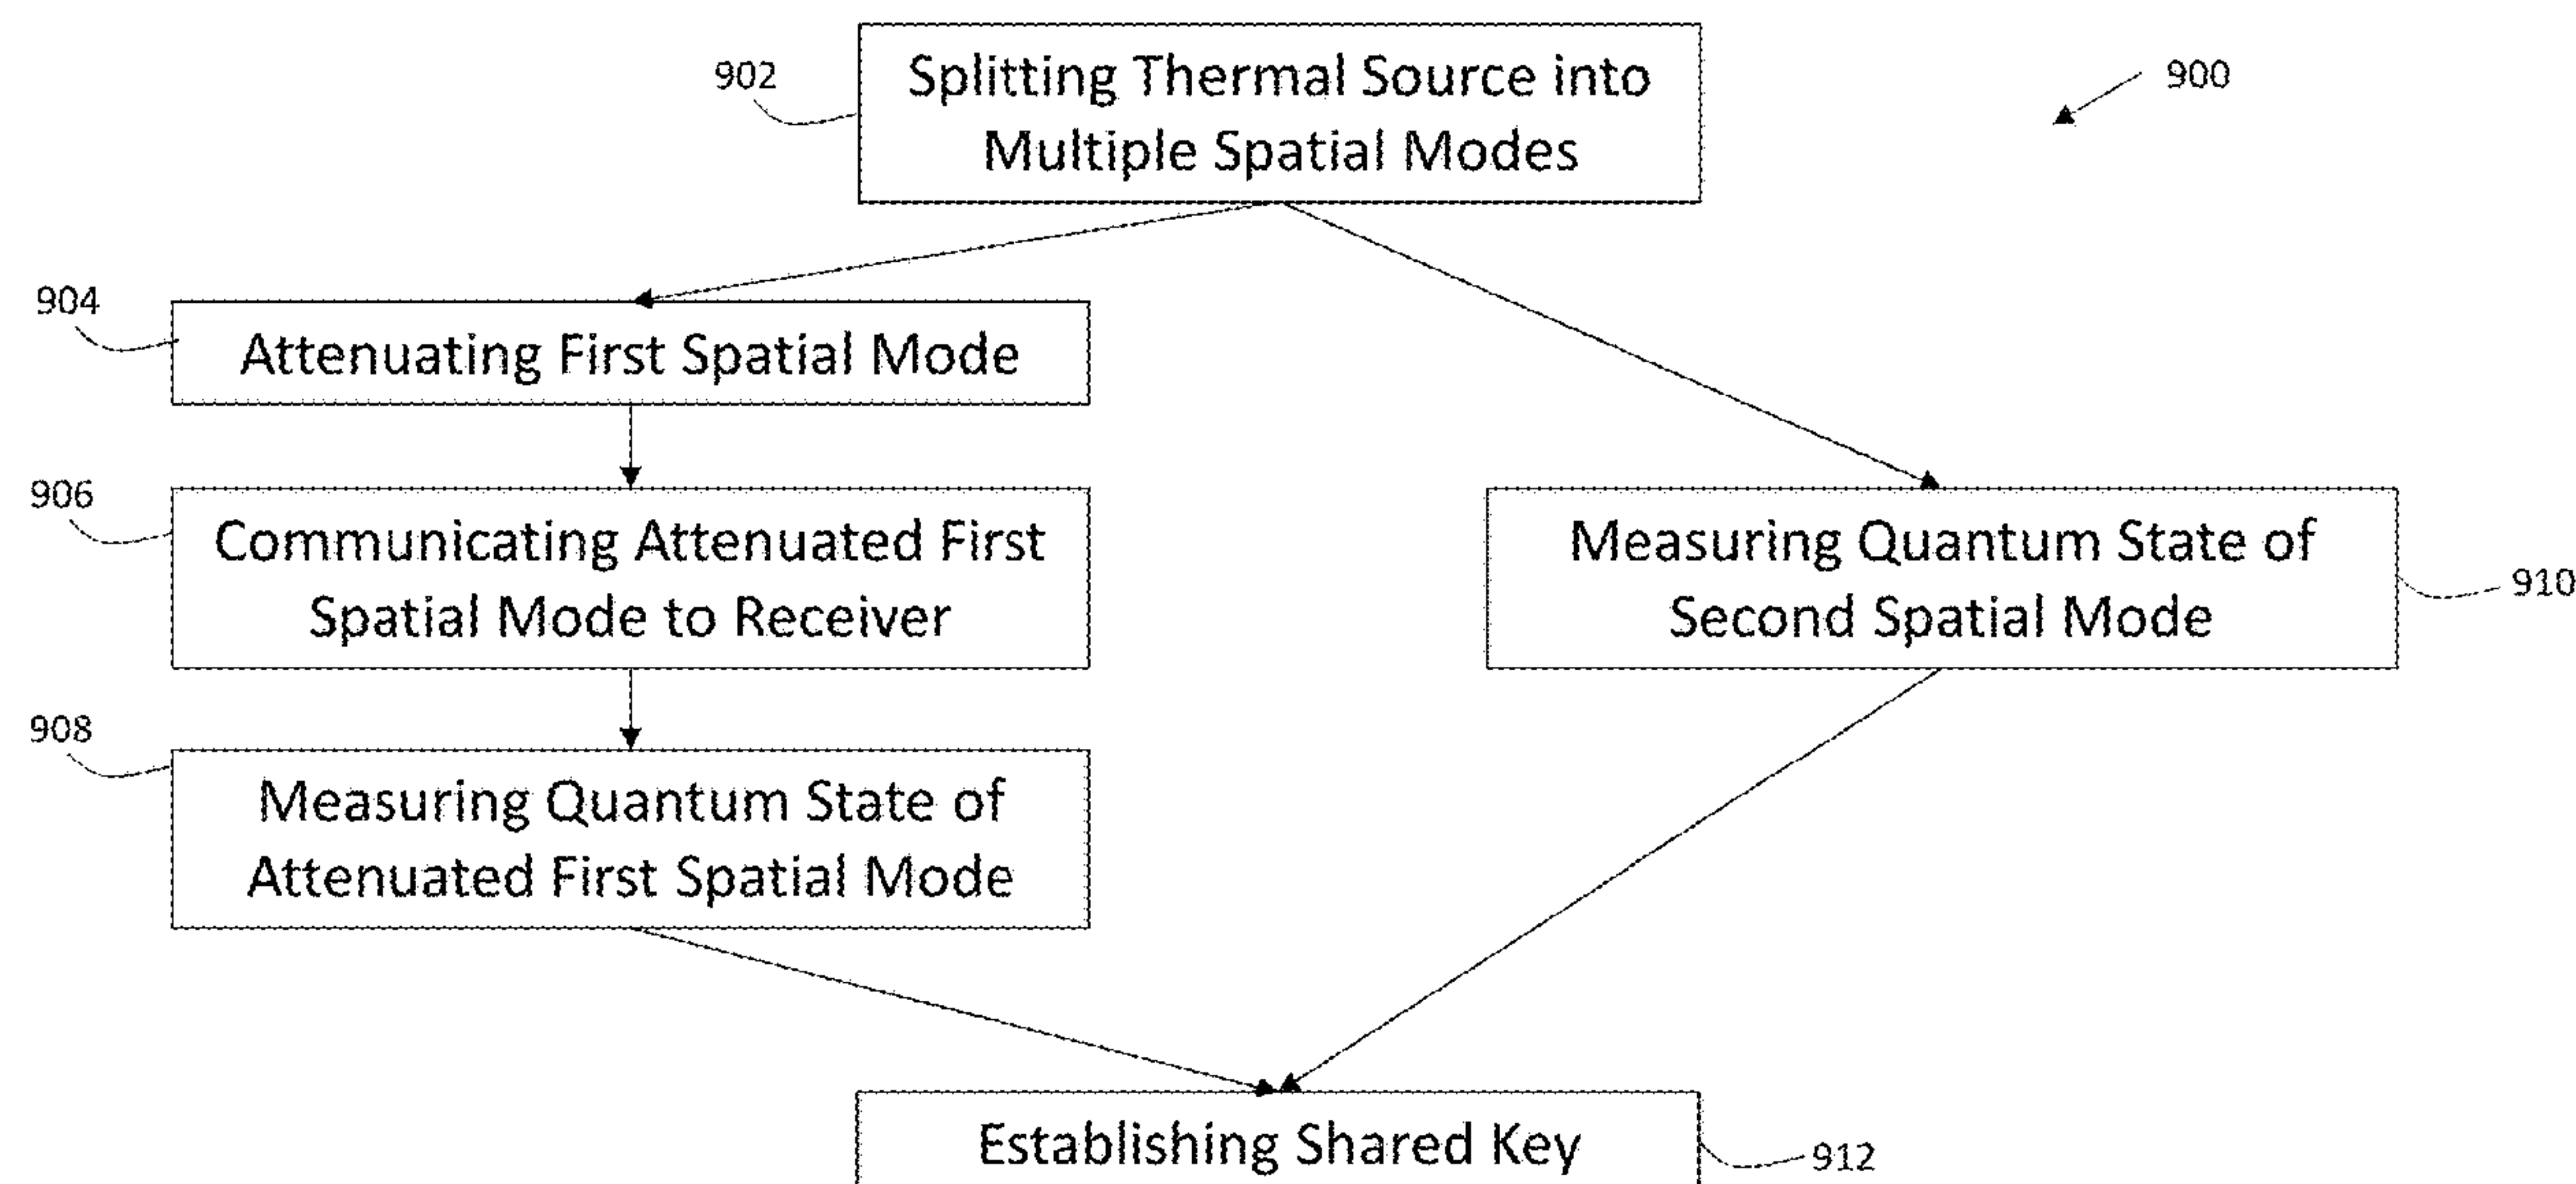 902
Splitting Thermal Source into
Multiple Spatial Modes
900
904
Attenuating First Spatial Mode
906
Communicating Attenuated First
Spatial Mode to Receiver
Measuring Quantum State of
Second Spatial Mode
910
908
Measuring Quantum State of
Attenuated First Spatial Mode
Establishing Shared Key
912